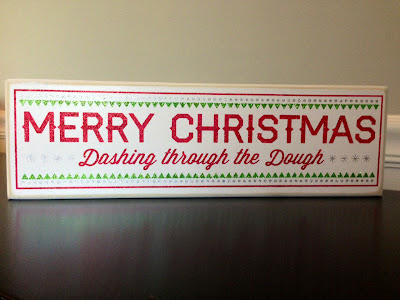 MERRY CHRISTMAS
Dashing through the Dough